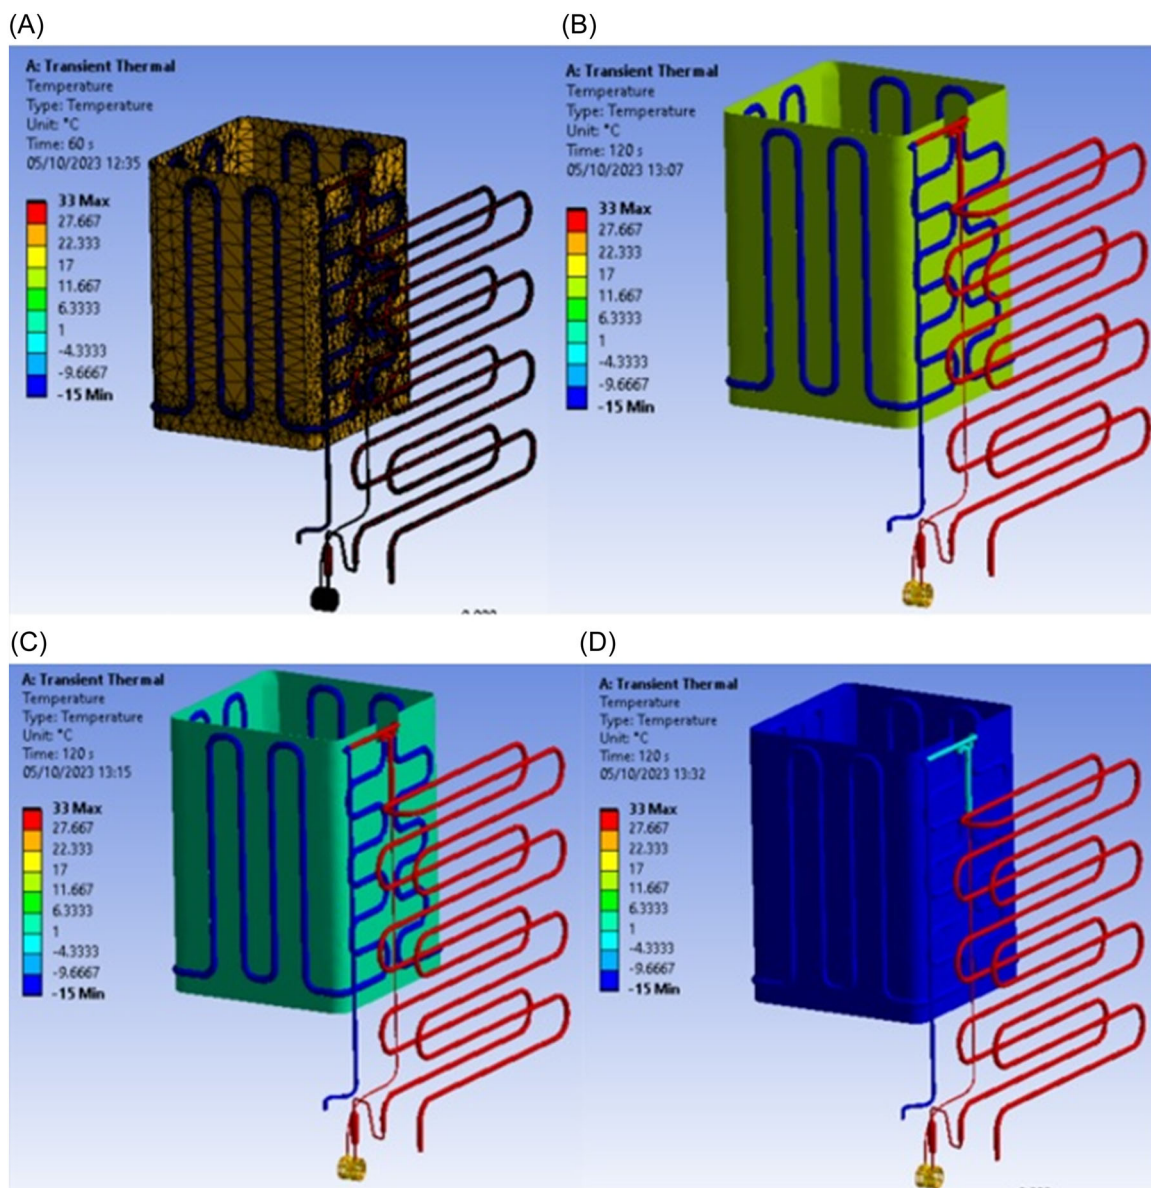 (A)
A: Transient Thermal
Temperature
Type: Temperature
Unit: °C
Time: 60 s
05/10/2023 12:35
33 Max
27.667
22.333
17
11.667
6.3333
1
-4.3333
-9.6667
-15 Min
(B)
A: Transient Thermal
Temperature
Type: Temperature
Unit: °C
Time: 120 s
05/10/2023 13:07
33 Max
27.667
22.333
17
11.667
6.3333
1
-4.3333
-9.6667
-15 Min
(C)
A: Transient Thermal
Temperature
Type: Temperature
Unit: °C
Time: 120 s
05/10/2023 13:15
33 Max
27.667
22.333
17
11.667
6.3333
1
-4.3333
-9.6667
-15 Min
(D)
A: Transient Thermal
Temperature
Type: Temperature
Unit: °C
Time: 120 s
05/10/2023 13:32
33 Max
27.667
22.333
17
11.667
6.3333
1
-4.3333
-9.6667
-15 Min